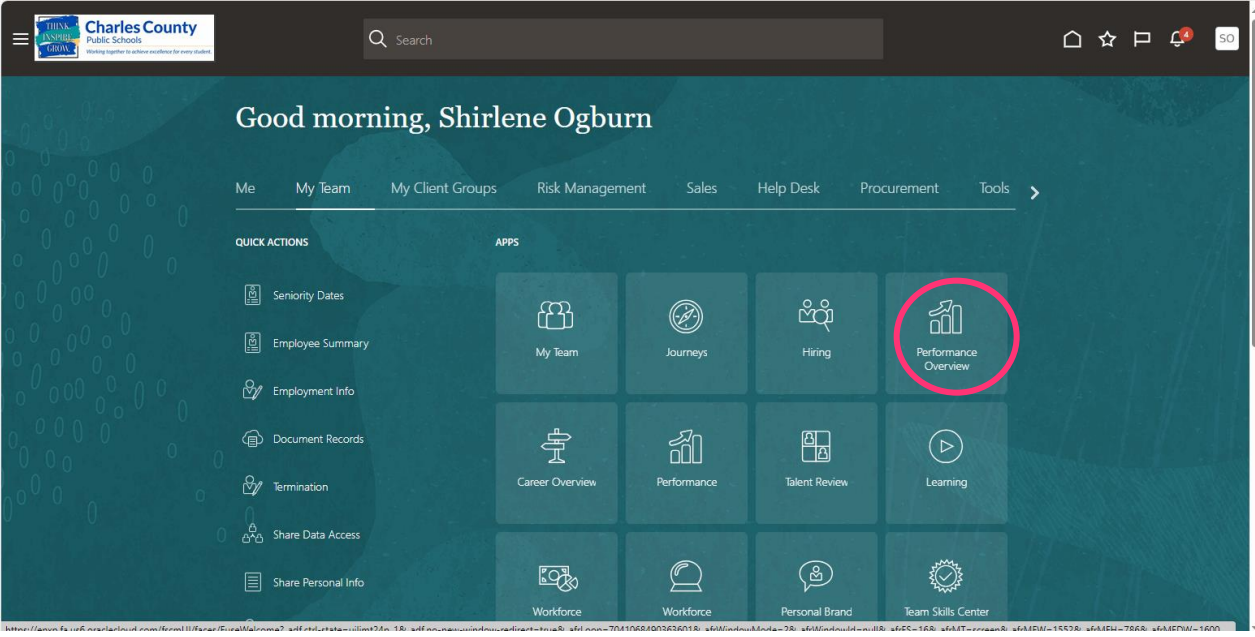 THINK
INSPIRE
GROW
Charles County
Public Schools
Working together to achieve excellence for every student
Search
4
SO
Good morning, Shirlene Ogburn
Me My Team My Client Groups Risk Management Sales Help Desk Procurement Tools
QUICK ACTIONS
Seniority Dates
Employee Summary
Employment Info
Document Records
Termination
Share Data Access
Share Personal Info
APPS
My Team
Journeys
Hiring
Performance
Overview
Career Overview
Performance
Talent Review
Learning
Workforce
Workforce
Personal Brand
Team Skills Center